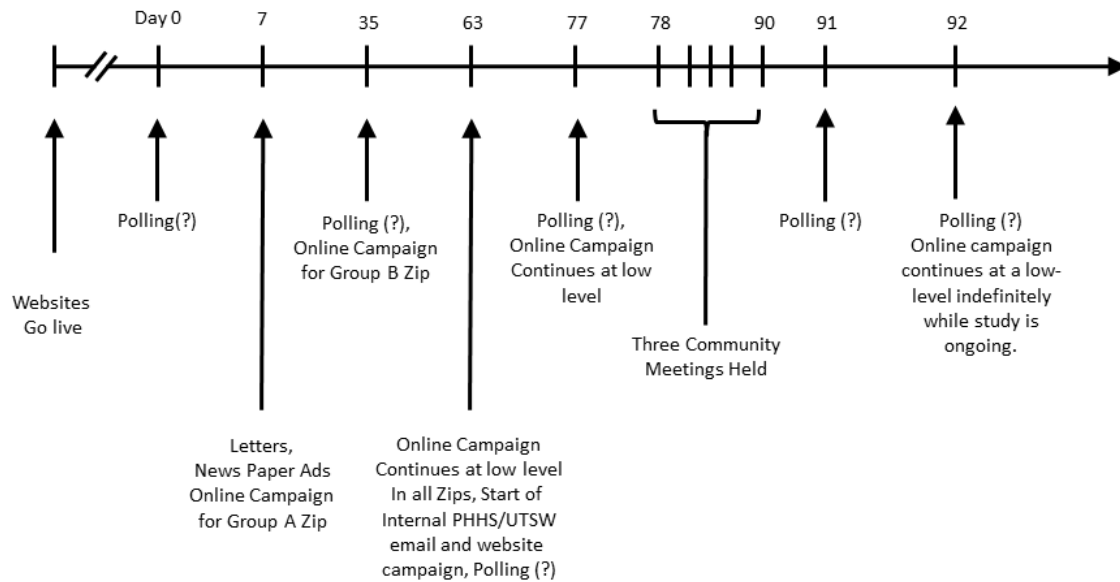 Day 0
7
35
63
77
78
90
91
92
Websites
Go live
Polling(?)
Letters,
News Paper Ads
Online Campaign
for Group A Zip
Polling (?),
Online Campaign
for Group B Zip
Online Campaign
Continues at low level
In all Zips, Start of
Internal PHHS/UTSW
email and website
campaign, Polling (?)
Polling (?),
Online Campaign
Continues at low
level
Three Community
Meetings Held
Polling (?)
Polling (?)
Online campaign
continues at a low-
level indefinitely
while study is
ongoing.